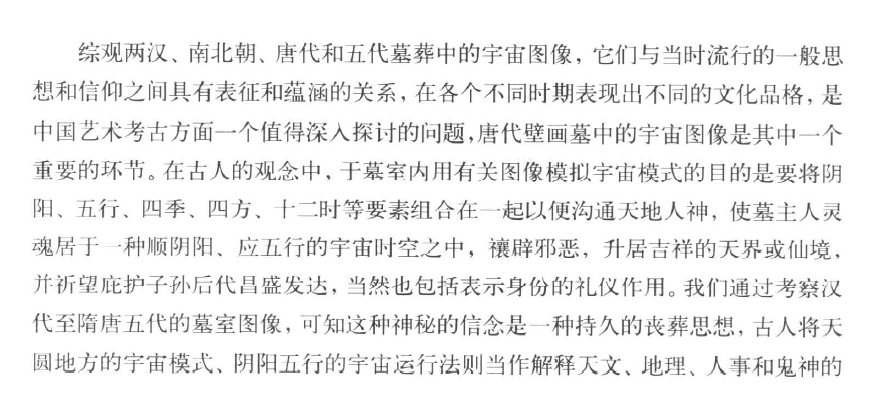 综观两汉、南北朝、唐代和五代墓葬中的宇宙图像，它们与当时流行的一般思
想和信仰之间具有表征和蕴涵的关系，在各个不同时期表现出不同的文化品格，是
中国艺术考古方面一个值得深入探讨的问题，唐代壁画墓中的宇宙图像是其中一个
重要的环节。在古人的观念中，于墓室内用有关图像模拟宇宙模式的目的是要将阴
阳、五行、四季、四方、十二时等要素组合在一起以便沟通天地人神，使墓主人灵
魂居于一种顺阴阳、应五行的宇宙时空之中，禳辟邪恶，升居吉祥的天界或仙境，
并祈望庇护子孙后代昌盛发达，当然也包括表示身份的礼仪作用。我们通过考察汉
代至隋唐五代的墓室图像，可知这种神秘的信念是一种持久的丧葬思想，古人将天
圆地方的宇宙模式、阴阳五行的宇宙运行法则当作解释天文、地理、人事和鬼神的